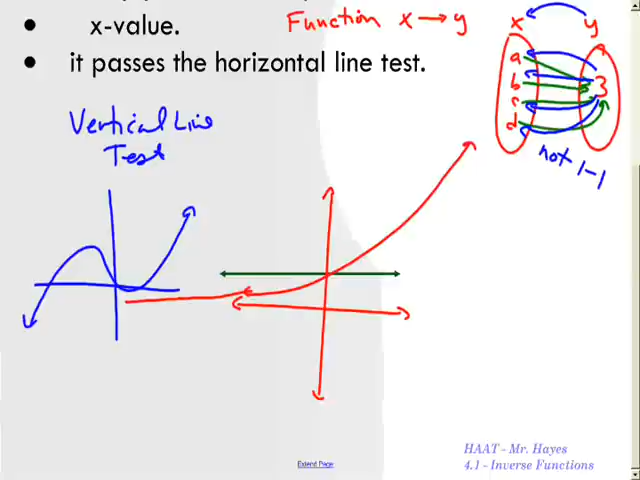 • x-value.
• it passes the horizontal line test.
Function x → y
x y
a
b 3
c
d
not 1-1
Vertical Line
Test
HAAT - Mr. Hayes
4.1 - Inverse Functions
Extend Page